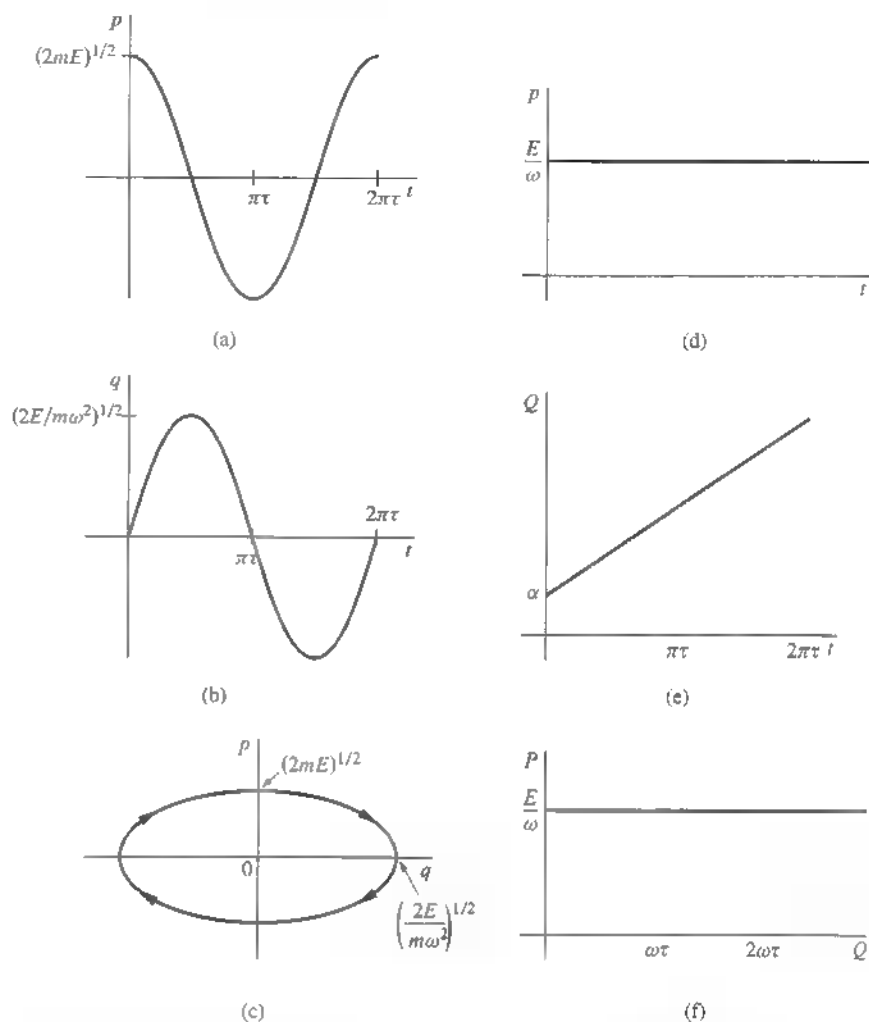 p
(2mE)^{1/2}
πτ
2πτ t
(a)
q
(2E/mω²)^{1/2}
2πτ
πτ
t
(b)
p
(2mE)^{1/2}
0
q
(2E/mω²)^{1/2}
(c)
P
E/ω
t
(d)
Q
α
πτ
2πτ t
(e)
P
E/ω
ωτ
2ωτ
Q
(f)